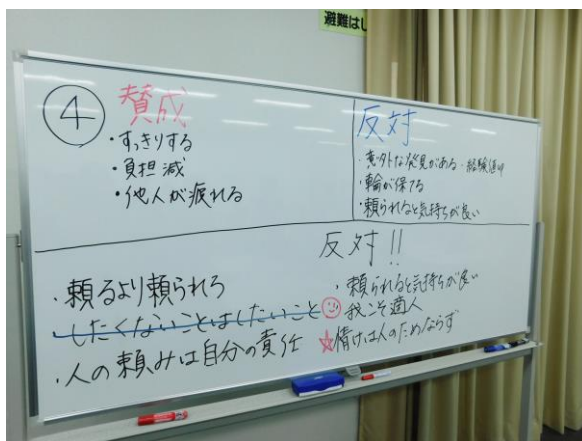 避難はし
④
賛成
・すっきりする
・負担減
・他人が疲れる
反対
・意外な発見がある・経験値up
・輪が保てる
・頼られると気持ちが良い
反対!!
・頼るより頼られろ
したくないことはしたいこと
・人の頼みは自分の責任
・頼られると気持ちが良い
我こそ適人
☆情けは人のためならず